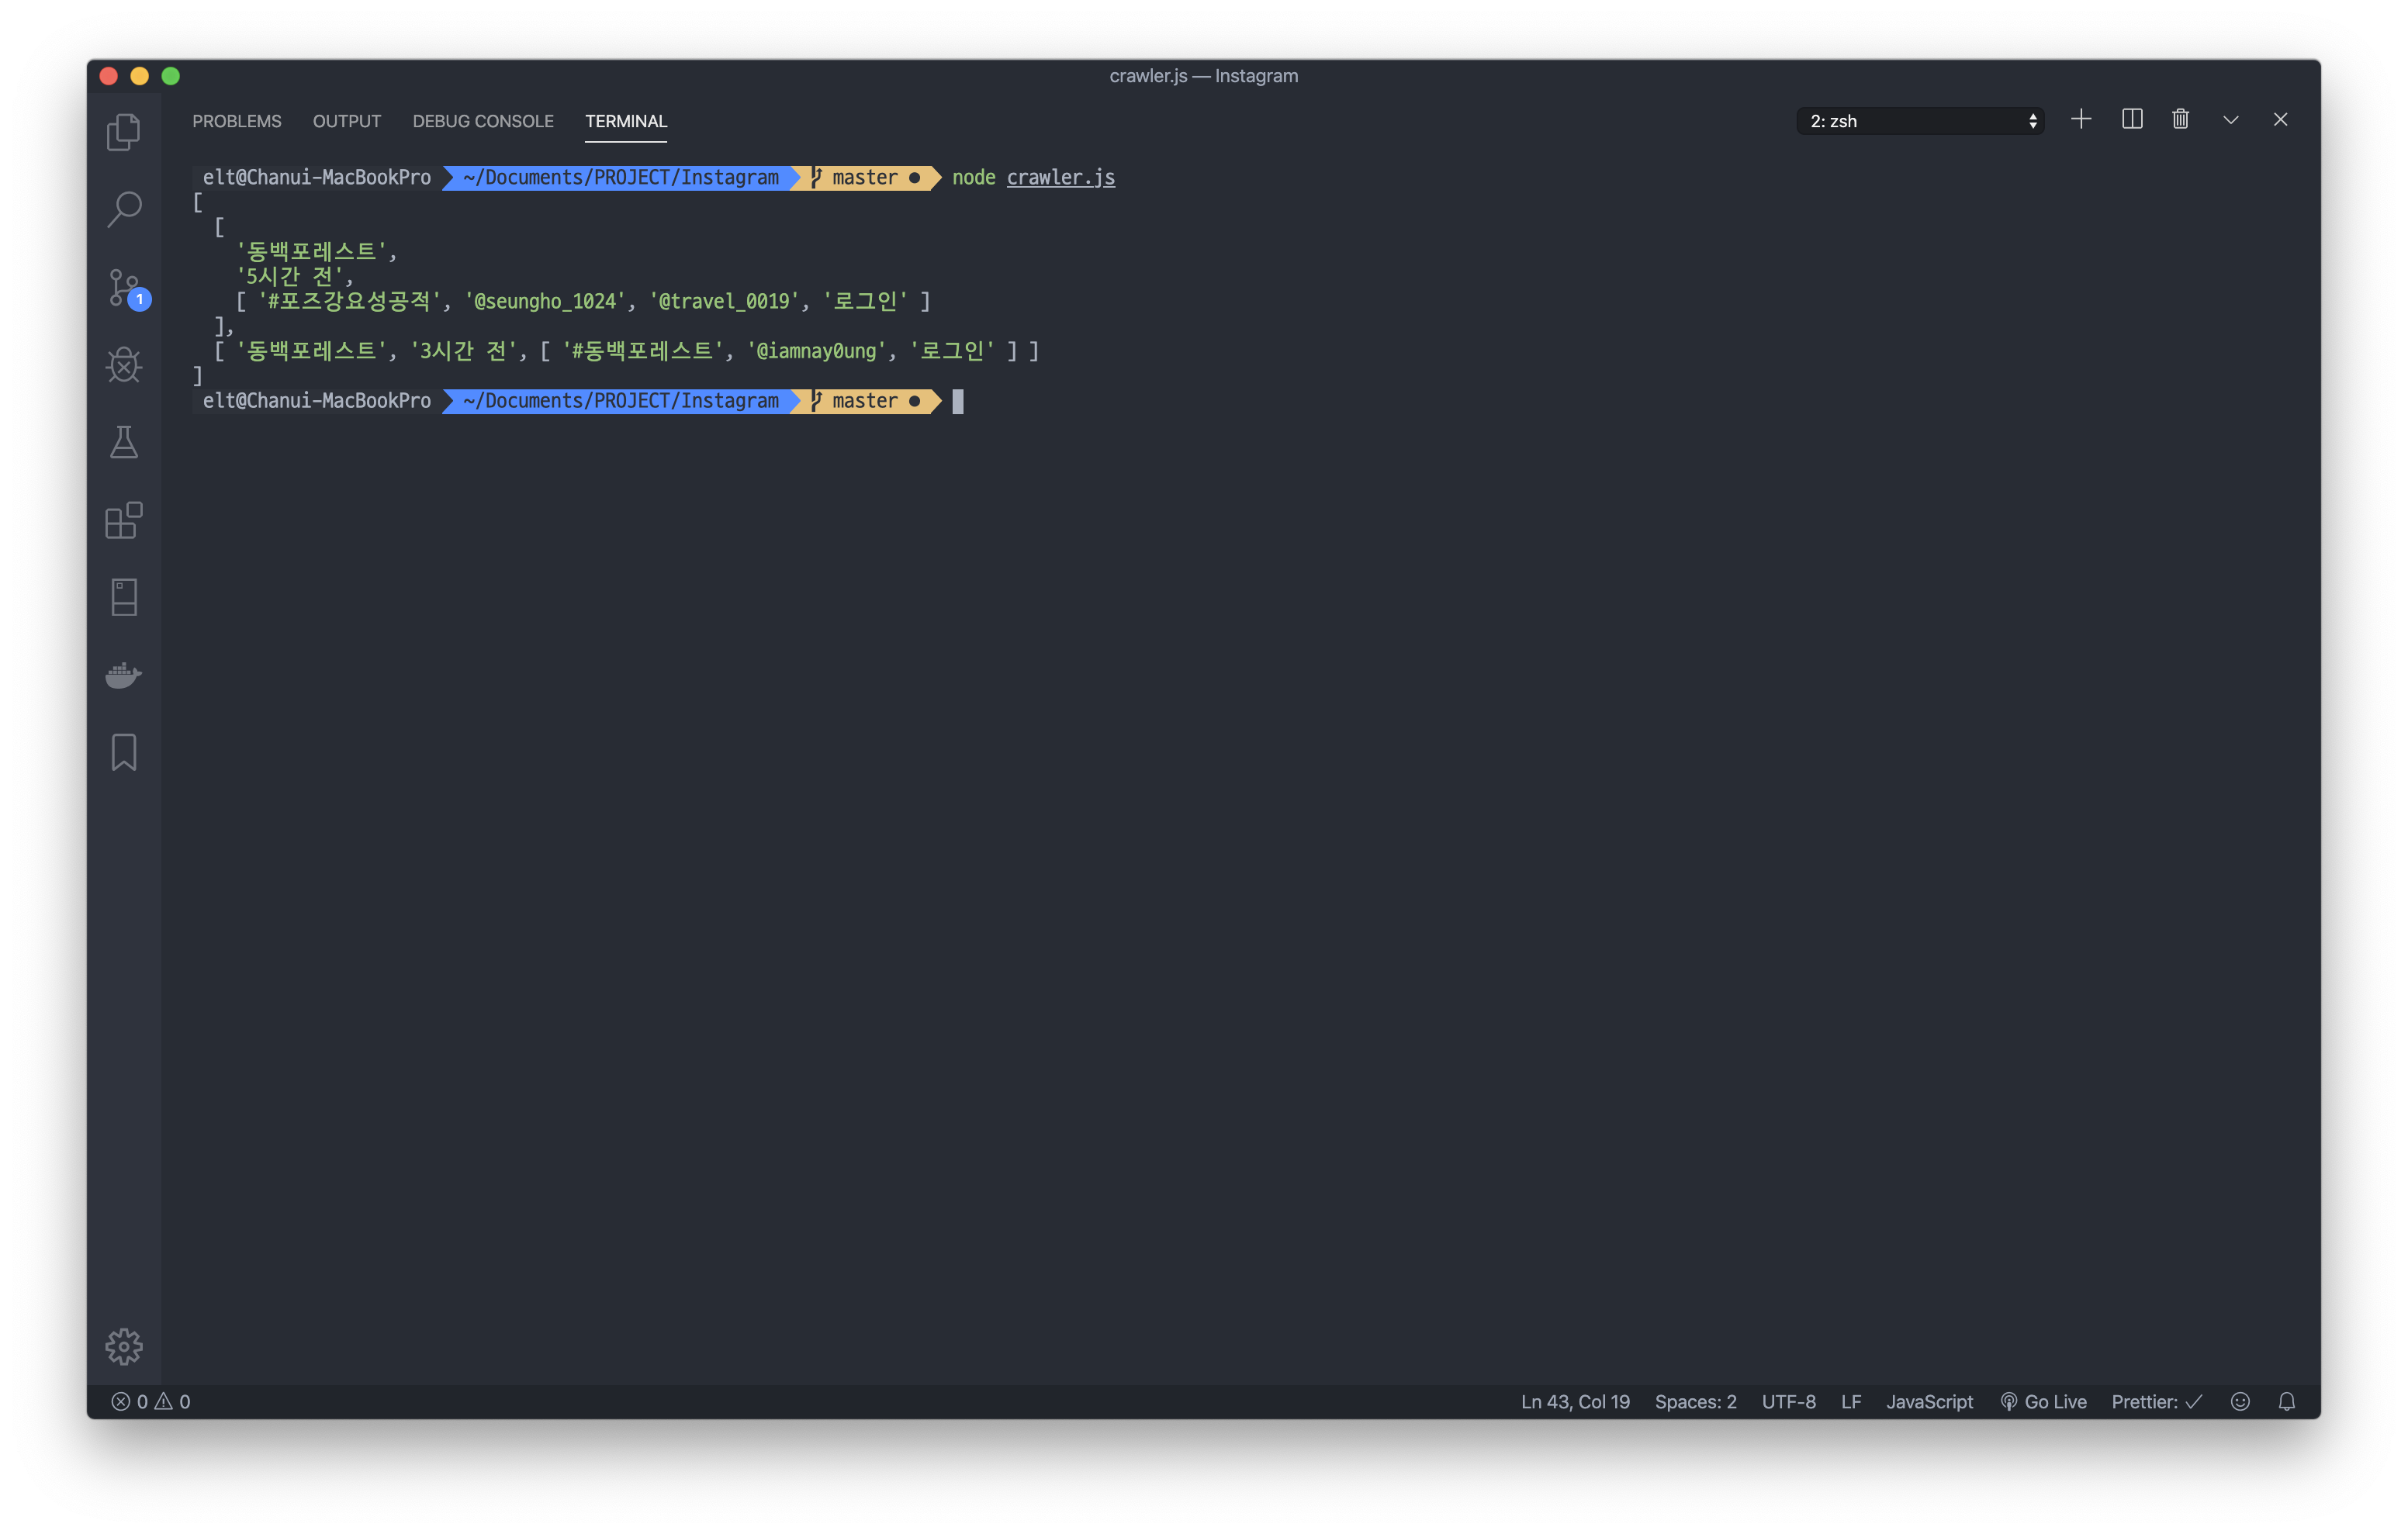 crawler.js — Instagram
PROBLEMS OUTPUT DEBUG CONSOLE TERMINAL 2: zsh
elt@Chanui-MacBookPro ~/Documents/PROJECT/Instagram master ● node crawler.js
[
[
'동백포레스트',
'5시간 전',
[ '#포즈강요성공적', '@seungho_1024', '@travel_0019', '로그인' ]
],
[ '동백포레스트', '3시간 전', [ '#동백포레스트', '@iamnay0ung', '로그인' ] ]
]
elt@Chanui-MacBookPro ~/Documents/PROJECT/Instagram master ●
1
0 0 Ln 43, Col 19 Spaces: 2 UTF-8 LF JavaScript Go Live Prettier: ✓